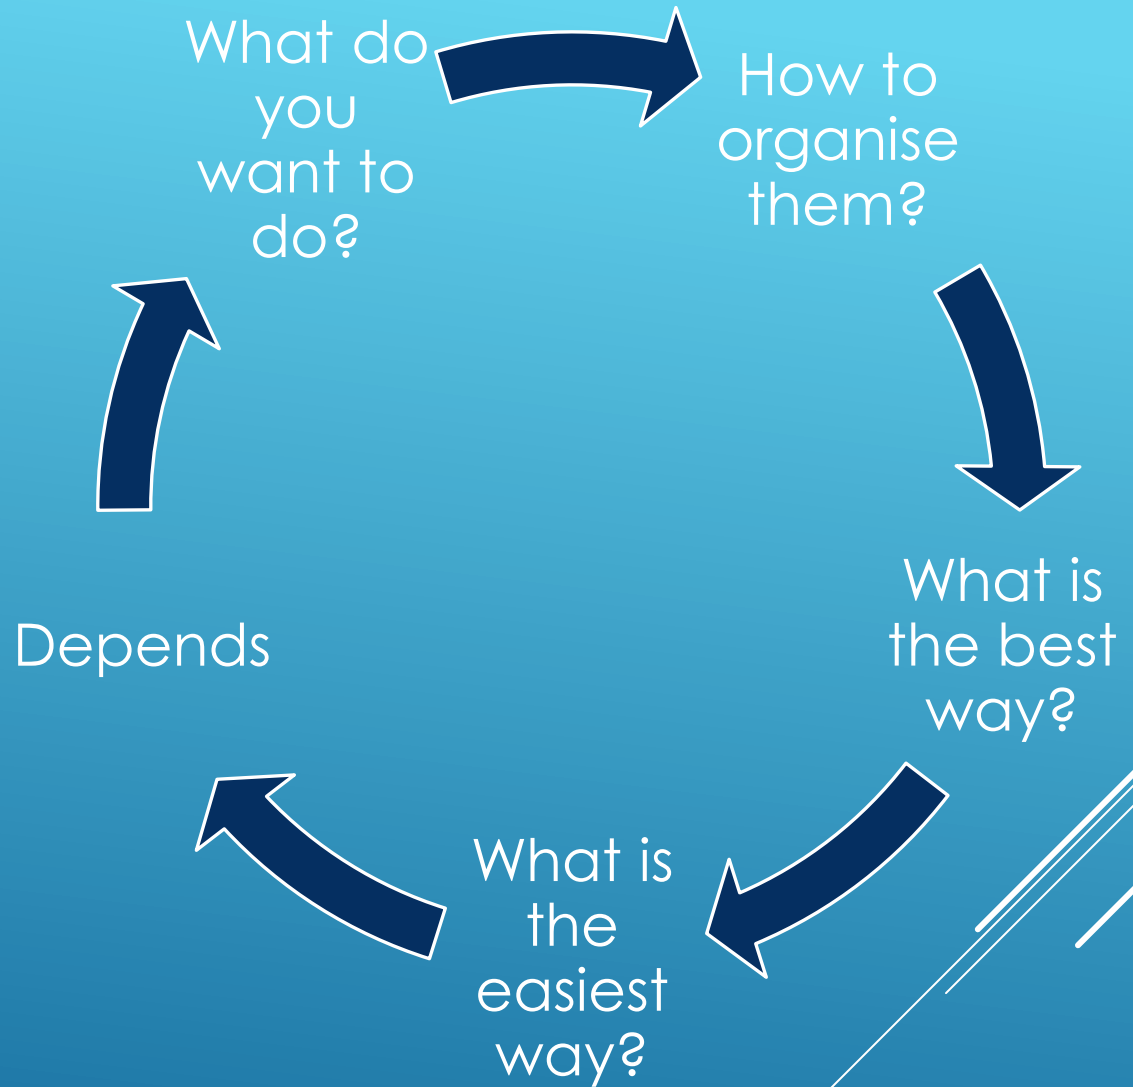 What do
you
want to
do?
How to
organise
them?
What is
the best
way?
What is
the
easiest
way?
Depends